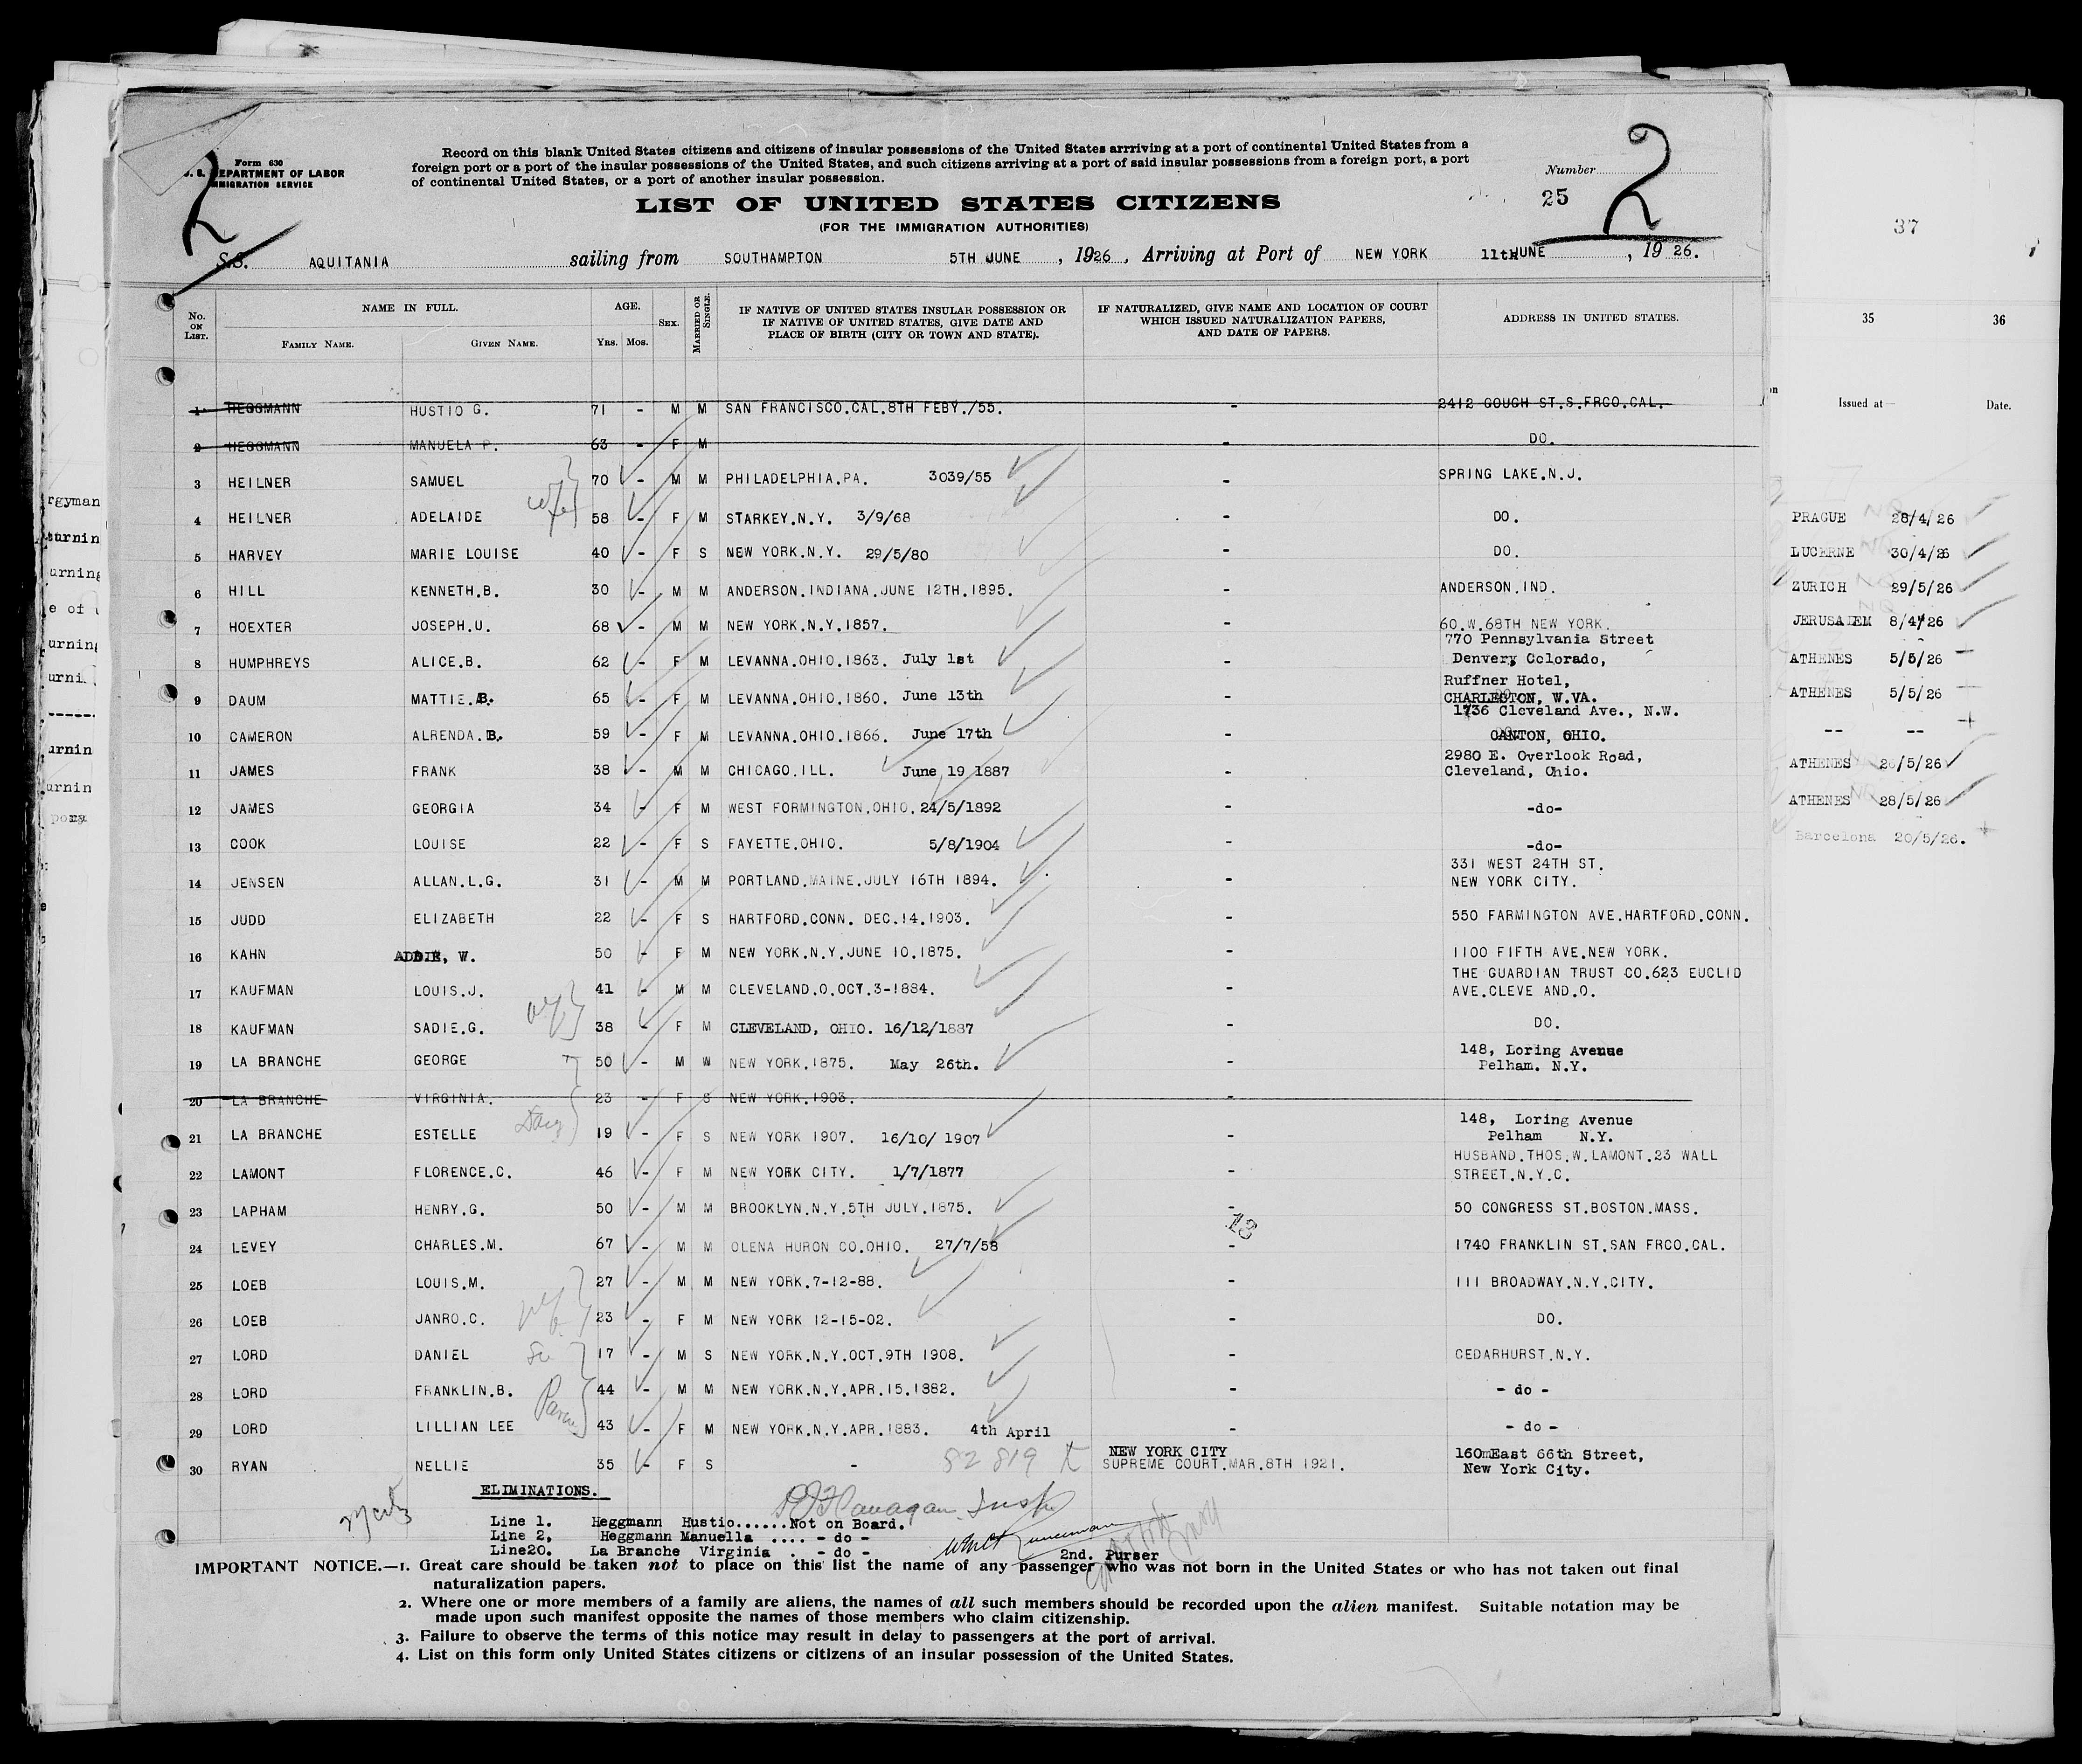 Form 630
U. S. DEPARTMENT OF LABOR
IMMIGRATION SERVICE
Record on this blank United States citizens and citizens of insular possessions of the United States arrriving at a port of continental United States from a
foreign port or a port of the insular possessions of the United States, and such citizens arriving at a port of said insular possessions from a foreign port, a port
of continental United States, or a port of another insular possession.
Number
2
2
25
LIST OF UNITED STATES CITIZENS
(FOR THE IMMIGRATION AUTHORITIES)
S.S. AQUITANIA sailing from SOUTHAMPTON 5TH JUNE, 1926, Arriving at Port of NEW YORK 11th JUNE, 1926.
No. ON LIST.
NAME IN FULL.
FAMILY NAME. GIVEN NAME.
AGE.
YRS. MOS.
SEX.
MARRIED OR SINGLE.
IF NATIVE OF UNITED STATES INSULAR POSSESSION OR
IF NATIVE OF UNITED STATES, GIVE DATE AND
PLACE OF BIRTH (CITY OR TOWN AND STATE).
IF NATURALIZED, GIVE NAME AND LOCATION OF COURT
WHICH ISSUED NATURALIZATION PAPERS,
AND DATE OF PAPERS.
ADDRESS IN UNITED STATES.
1 HEGGMANN HUSTIO G. 71 - M M SAN FRANCISCO.CAL.8TH FEBY./55. - 2412 GOUGH ST.S.FRCO.CAL.
2 HEGGMANN MANUELA P. 63 - F M - DO.
3 HEILNER SAMUEL 70 - M M PHILADELPHIA.PA. 3039/55 - SPRING LAKE.N.J.
4 HEILNER ADELAIDE wife 58 - F M STARKEY.N.Y. 3/9/68 - DO.
5 HARVEY MARIE LOUISE 40 - F S NEW YORK.N.Y. 29/5/80 - DO.
6 HILL KENNETH.B. 30 - M M ANDERSON.INDIANA.JUNE 12TH.1895. - ANDERSON.IND.
7 HOEXTER JOSEPH.U. 68 - M M NEW YORK.N.Y.1857. - 60.W.68TH NEW YORK.
8 HUMPHREYS ALICE.B. 62 - F M LEVANNA.OHIO.1863. July 1st - 770 Pennsylvania Street
Denver, Colorado,
9 DAUM MATTIE.B. 65 - F M LEVANNA.OHIO.1860. June 13th - Ruffner Hotel,
CHARLESTON, W.VA.
10 CAMERON ALRENDA.B. 59 - F M LEVANNA.OHIO.1866. June 17th - 1736 Cleveland Ave., N.W.
CANTON, OHIO.
11 JAMES FRANK 38 - M M CHICAGO.ILL. June 19 1887 - 2980 E. Overlook Road,
Cleveland, Ohio.
12 JAMES GEORGIA 34 - F M WEST FORMINGTON.OHIO. 24/5/1892 - -do-
13 COOK LOUISE 22 - F S FAYETTE.OHIO. 5/8/1904 - -do-
14 JENSEN ALLAN.L.G. 31 - M M PORTLAND.MAINE.JULY 16TH 1894. - 331 WEST 24TH ST.
NEW YORK CITY.
15 JUDD ELIZABETH 22 - F S HARTFORD.CONN. DEC.14.1903. - 550 FARMINGTON AVE.HARTFORD.CONN.
16 KAHN ADDIE, W. 50 - F M NEW YORK.N.Y.JUNE 10.1875. - 1100 FIFTH AVE.NEW YORK.
17 KAUFMAN LOUIS.J. 41 - M M CLEVELAND.O.OCT.3-1884. - THE GUARDIAN TRUST CO.623 EUCLID
AVE.CLEVE AND.O.
18 KAUFMAN SADIE.G. wife 38 - F M CLEVELAND, OHIO. 16/12/1887 - DO.
19 LA BRANCHE GEORGE 50 - M W NEW YORK.1875. May 26th. - 148, Loring Avenue
Pelham. N.Y.
20 LA BRANCHE VIRGINIA. 23 - F S NEW YORK.1903. -
21 LA BRANCHE ESTELLE Daug 19 - F S NEW YORK 1907. 16/10/ 1907 - 148, Loring Avenue
Pelham N.Y.
22 LAMONT FLORENCE.C. 46 - F M NEW YORK CITY. 1/7/1877 - HUSBAND.THOS.W.LAMONT.23 WALL
STREET.N.Y.C.
23 LAPHAM HENRY.G. 50 - M M BROOKLYN.N.Y.5TH JULY.1875. - 50 CONGRESS ST.BOSTON.MASS.
13
24 LEVEY CHARLES.M. 67 - M M OLENA HURON CO.OHIO. 27/7/58 - 1740 FRANKLIN ST.SAN FRCO.CAL.
25 LOEB LOUIS.M. 27 - M M NEW YORK.7-12-88. - 111 BROADWAY.N.Y.CITY.
26 LOEB JANRO.C. wife 23 - F M NEW YORK 12-15-02. - DO.
27 LORD DANIEL 17 - M S NEW YORK.N.Y.OCT.9TH 1908. - CEDARHURST.N.Y.
28 LORD FRANKLIN.B. 44 - M M NEW YORK.N.Y.APR.15.1882. - - do -
29 LORD LILLIAN LEE 43 - F M NEW YORK.N.Y.APR.1883. 4th April - - do -
30 RYAN NELLIE 35 - F S - 82819 NEW YORK CITY
SUPREME COURT.MAR.8TH 1921. 160 East 66th Street,
New York City.
ELIMINATIONS.
Line 1. Heggmann Hustio......Not on Board.
Line 2, Heggmann Manuella .... - do -
Line20. La Branche Virginia . - do -
2nd. Purser
IMPORTANT NOTICE.—1. Great care should be taken not to place on this list the name of any passenger who was not born in the United States or who has not taken out final
naturalization papers.
2. Where one or more members of a family are aliens, the names of all such members should be recorded upon the alien manifest. Suitable notation may be
made upon such manifest opposite the names of those members who claim citizenship.
3. Failure to observe the terms of this notice may result in delay to passengers at the port of arrival.
4. List on this form only United States citizens or citizens of an insular possession of the United States.
37
35 36
Issued at Date.
PRAGUE 28/4/26
LUCERNE 30/4/26
ZURICH 29/5/26
JERUSALEM 8/4/26
ATHENES 5/5/26
ATHENES 5/5/26
-- --
ATHENES 26/5/26
ATHENES 28/5/26
Barcelona 20/5/26.